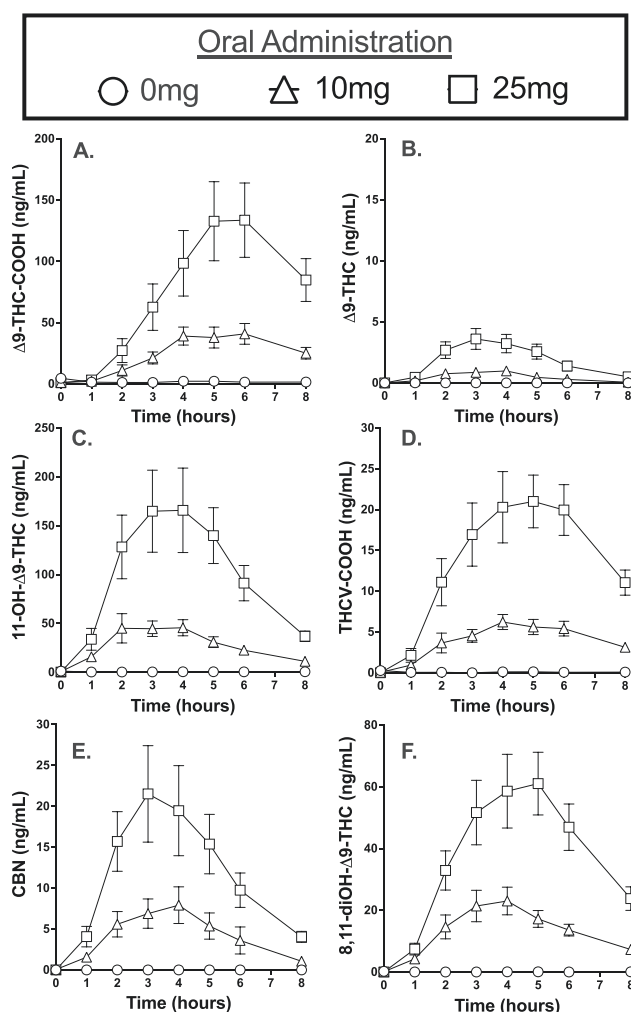 Oral Administration
0mg 10mg 25mg
A.
Δ9-THC-COOH (ng/mL)
200
150
100
50
0
0 1 2 3 4 5 6 7 8
Time (hours)
B.
Δ9-THC (ng/mL)
20
15
10
5
0
0 1 2 3 4 5 6 7 8
Time (hours)
C.
11-OH-Δ9-THC (ng/mL)
250
200
150
100
50
0
0 1 2 3 4 5 6 7 8
Time (hours)
D.
THCV-COOH (ng/mL)
30
25
20
15
10
5
0
0 1 2 3 4 5 6 7 8
Time (hours)
E.
CBN (ng/mL)
30
25
20
15
10
5
0
0 1 2 3 4 5 6 7 8
Time (hours)
F.
8,11-diOH-Δ9-THC (ng/mL)
80
60
40
20
0
0 1 2 3 4 5 6 7 8
Time (hours)